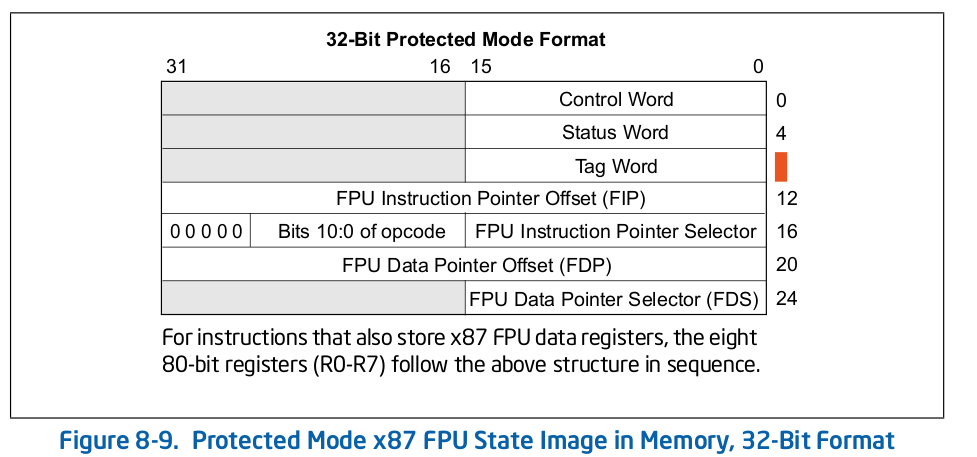 32-Bit Protected Mode Format
31 16 15 0
Control Word 0
Status Word 4
Tag Word
FPU Instruction Pointer Offset (FIP) 12
0 0 0 0 0 Bits 10:0 of opcode FPU Instruction Pointer Selector 16
FPU Data Pointer Offset (FDP) 20
FPU Data Pointer Selector (FDS) 24
For instructions that also store x87 FPU data registers, the eight
80-bit registers (R0-R7) follow the above structure in sequence.
Figure 8-9. Protected Mode x87 FPU State Image in Memory, 32-Bit Format